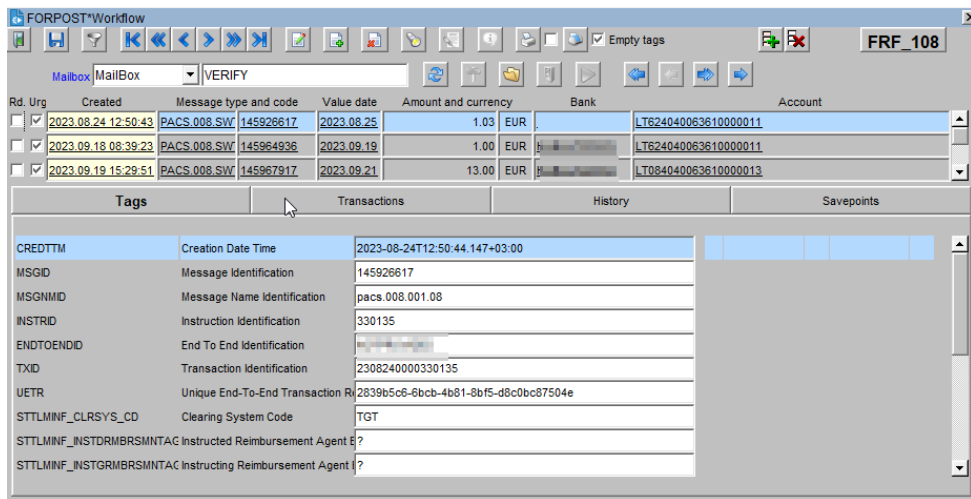 FORPOST*Workflow
Empty tags
FRF_108
Mailbox MailBox VERIFY
Rd. Urg Created Message type and code Value date Amount and currency Bank Account
2023.08.24 12:50:43 PACS.008.SW 145926617 2023.08.25 1.03 EUR LT624040063610000011
2023.09.18 08:39:23 PACS.008.SW 145964936 2023.09.19 1.00 EUR LT624040063610000011
2023.09.19 15:29:51 PACS.008.SW 145967917 2023.09.21 13.00 EUR LT084040063610000013
Tags Transactions History Savepoints
CREDTTM Creation Date Time 2023-08-24T12:50:44.147+03:00
MSGID Message Identification 145926617
MSGNMID Message Name Identification pacs.008.001.08
INSTRID Instruction Identification 330135
ENDTOENDID End To End Identification
TXID Transaction Identification 2308240000330135
UETR Unique End-To-End Transaction R 2839b5c6-6bcb-4b81-8bf5-d8c0bc87504e
STTLMINF_CLRSYS_CD Clearing System Code TGT
STTLMINF_INSTDRMBRSMNTAG Instructed Reimbursement Agent ?
STTLMINF_INSTGRMBRSMNTAG Instructing Reimbursement Agent ?